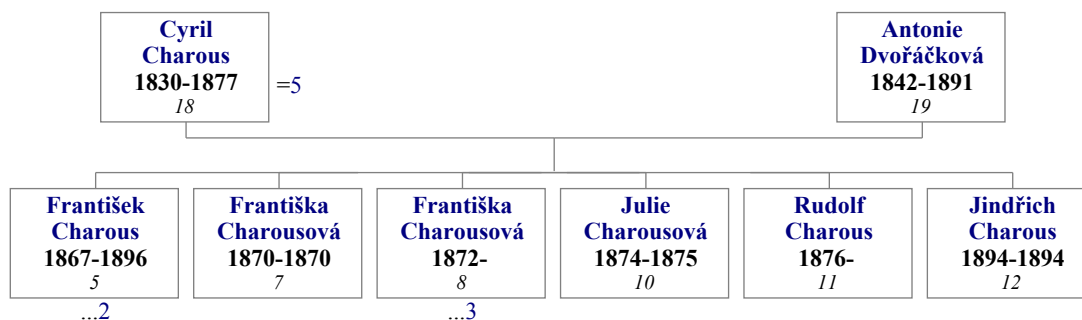 Cyril
Charous
1830-1877
18
=5
Antonie
Dvořáčková
1842-1891
19
František
Charous
1867-1896
5
...2
Františka
Charousová
1870-1870
7
Františka
Charousová
1872-
8
...3
Julie
Charousová
1874-1875
10
Rudolf
Charous
1876-
11
Jindřich
Charous
1894-1894
12